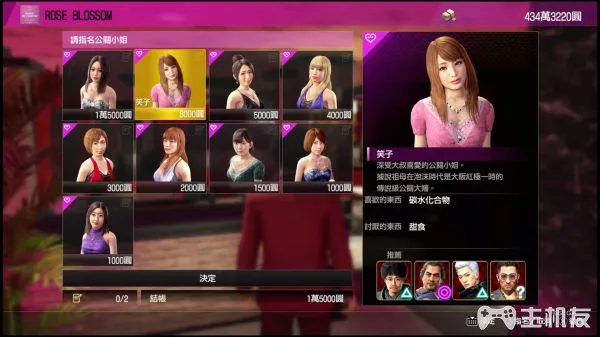 ROSE BLOSSOM
434萬3220圓
請指名公關小姐
1萬5000圓
笑子
8000圓
5000圓
4000圓
3000圓
2000圓
1500圓
1000圓
1000圓
決定
0/2
結帳
1萬5000圓
笑子
深受大叔喜愛的公關小姐。
據說祖母在泡沫時代是大阪紅極一時的
傳說級公關大嬸。
喜歡的東西 碳水化合物
討厭的東西 甜食
推薦
?
主机友